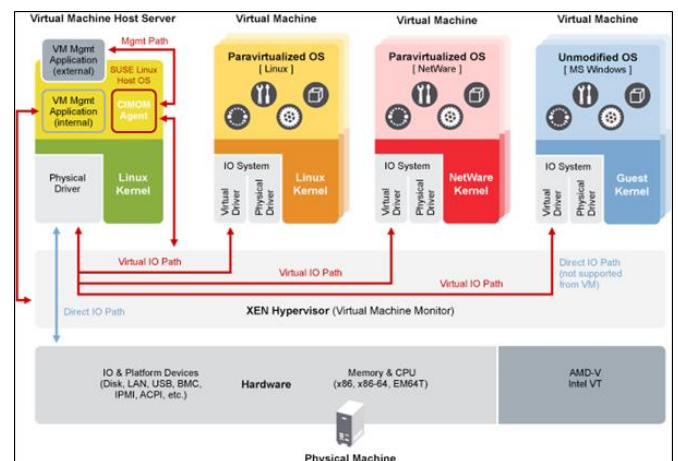 Virtual Machine Host Server
Virtual Machine
Virtual Machine
Virtual Machine
VM Mgmt
Application
(external)
Mgmt Path
SUSE Linux
Host OS
VM Mgmt
Application
(internal)
CIMOM
Agent
Physical
Driver
Linux
Kernel
Paravirtualized OS
[ Linux ]
IO System
Virtual
Driver
Physical
Driver
Linux
Kernel
Paravirtualized OS
[ NetWare ]
IO System
Virtual
Driver
Physical
Driver
NetWare
Kernel
Unmodified OS
[ MS Windows ]
IO System
Virtual
Driver
Physical
Driver
Guest
Kernel
Virtual IO Path
Virtual IO Path
Virtual IO Path
Direct IO Path
(not supported
from VM)
Direct IO Path
XEN Hypervisor (Virtual Machine Monitor)
IO & Platform Devices
(Disk, LAN, USB, BMC,
IPMI, ACPI, etc.)
Hardware
Memory & CPU
(x86, x86-64, EM64T)
AMD-V
Intel VT
Physical Machine